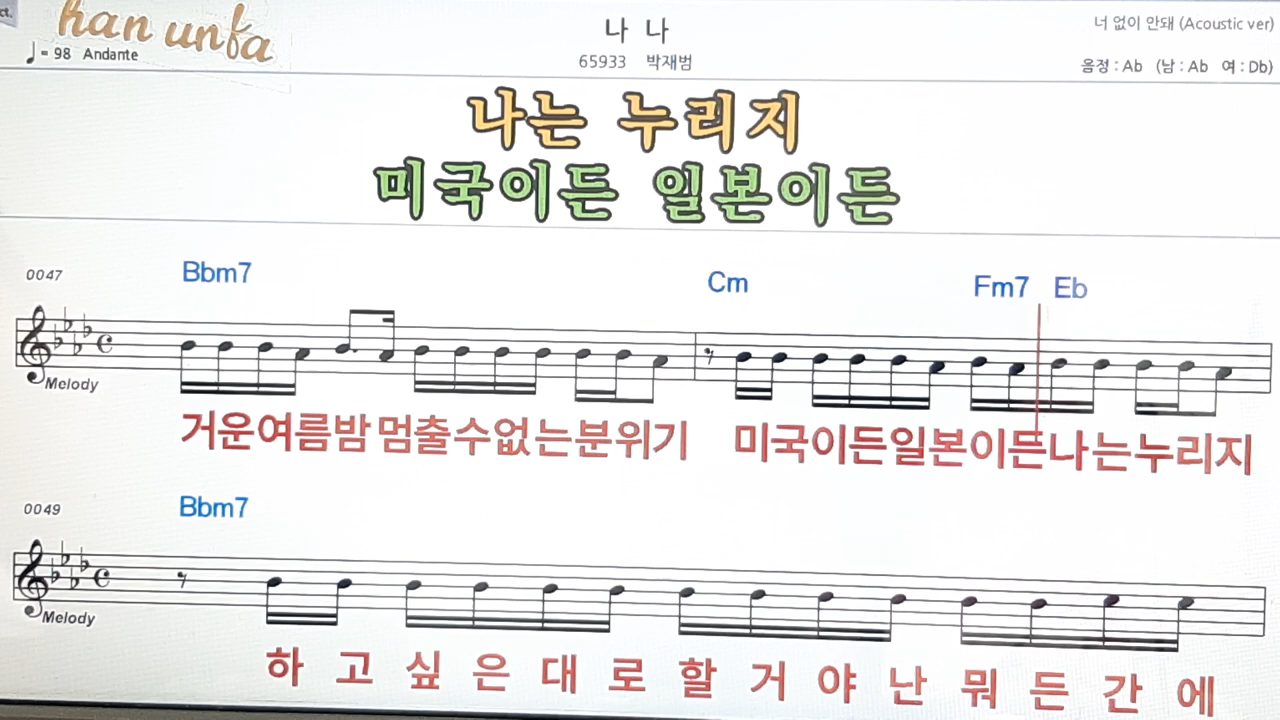 ct.
han unfa
♩= 98 Andante
나 나
65933 박재범
너 없이 안돼 (Acoustic ver)
음정 : Ab (남 : Ab 여 : Db)
나는 누리지
미국이든 일본이든
0047
Bbm7 Cm Fm7 Eb
Melody
거운여름밤멈출수없는분위기 미국이든일본이든나는누리지
0049
Bbm7
Melody
하 고 싶 은 대 로 할 거 야 난 뭐 든 간 에